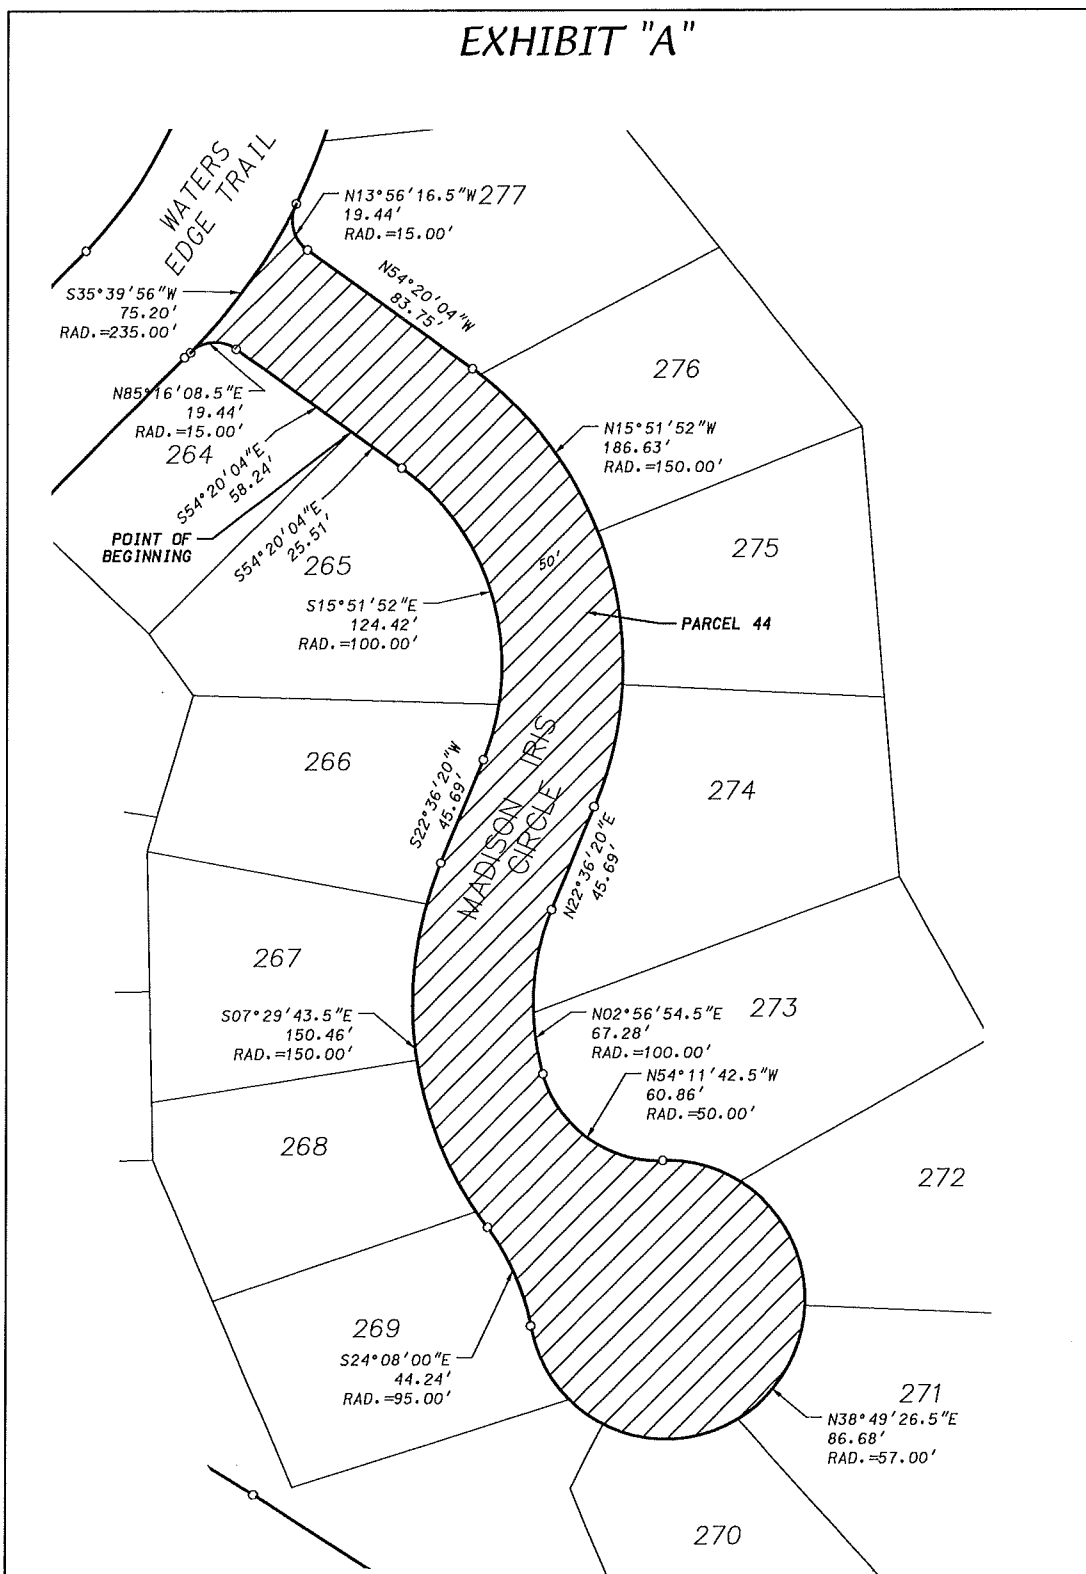 EXHIBIT "A"
WATERS
EDGE TRAIL
N13°56'16.5"W
19.44'
RAD.=15.00'
277
N54°20'04"W
83.75'
S35°39'56"W
75.20'
RAD.=235.00'
N85°16'08.5"E
19.44'
RAD.=15.00'
264
S54°20'04"E
58.24'
POINT OF
BEGINNING
S54°20'04"E
25.51'
276
N15°51'52"W
186.63'
RAD.=150.00'
265
50'
275
S15°51'52"E
124.42'
RAD.=100.00'
PARCEL 44
266
S22°36'20"W
45.69'
MADISON IRIS
CIRCLE
274
N22°36'20"E
45.69'
267
S07°29'43.5"E
150.46'
RAD.=150.00'
273
N02°56'54.5"E
67.28'
RAD.=100.00'
N54°11'42.5"W
60.86'
RAD.=50.00'
268
272
269
S24°08'00"E
44.24'
RAD.=95.00'
271
N38°49'26.5"E
86.68'
RAD.=57.00'
270